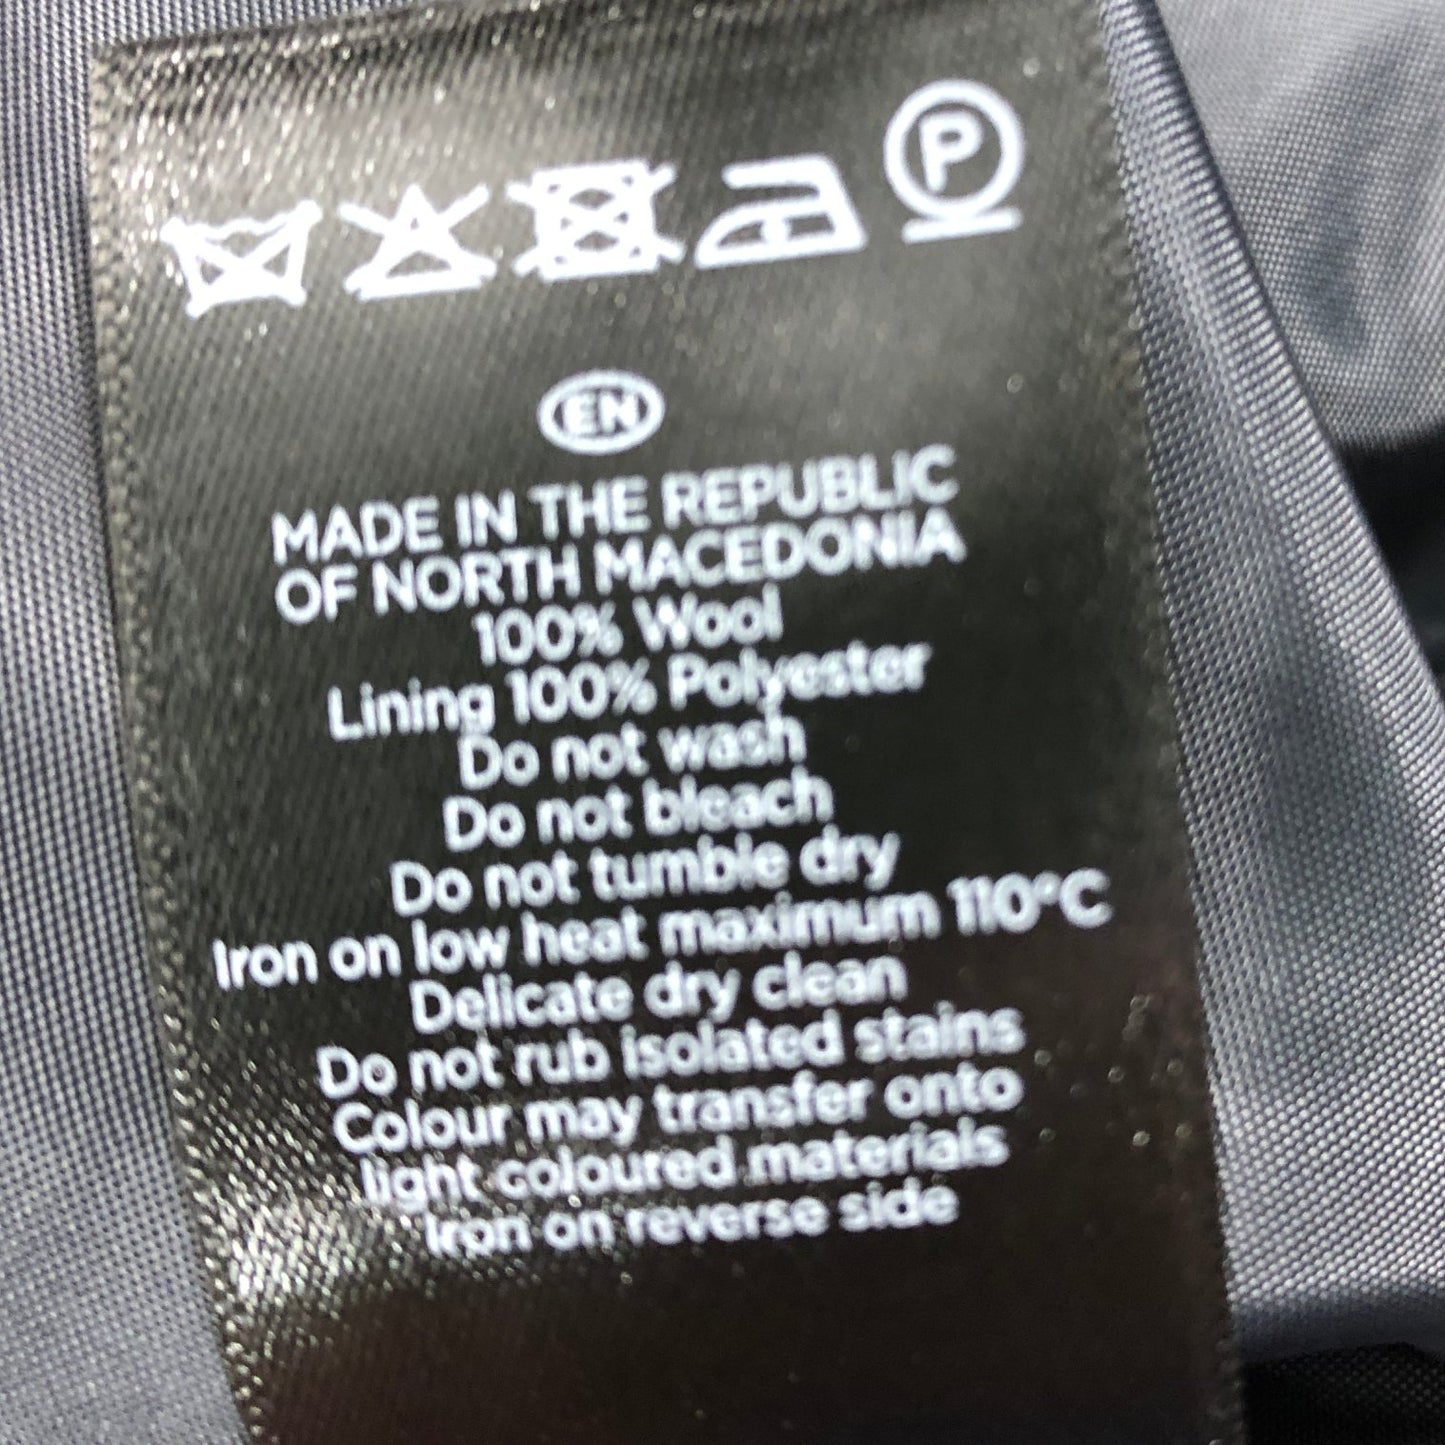 P
EN
MADE IN THE REPUBLIC
OF NORTH MACEDONIA
100% Wool
Lining 100% Polyester
Do not wash
Do not bleach
Do not tumble dry
Iron on low heat maximum 110°C
Delicate dry clean
Do not rub isolated stains
Colour may transfer onto
light coloured materials
Iron on reverse side